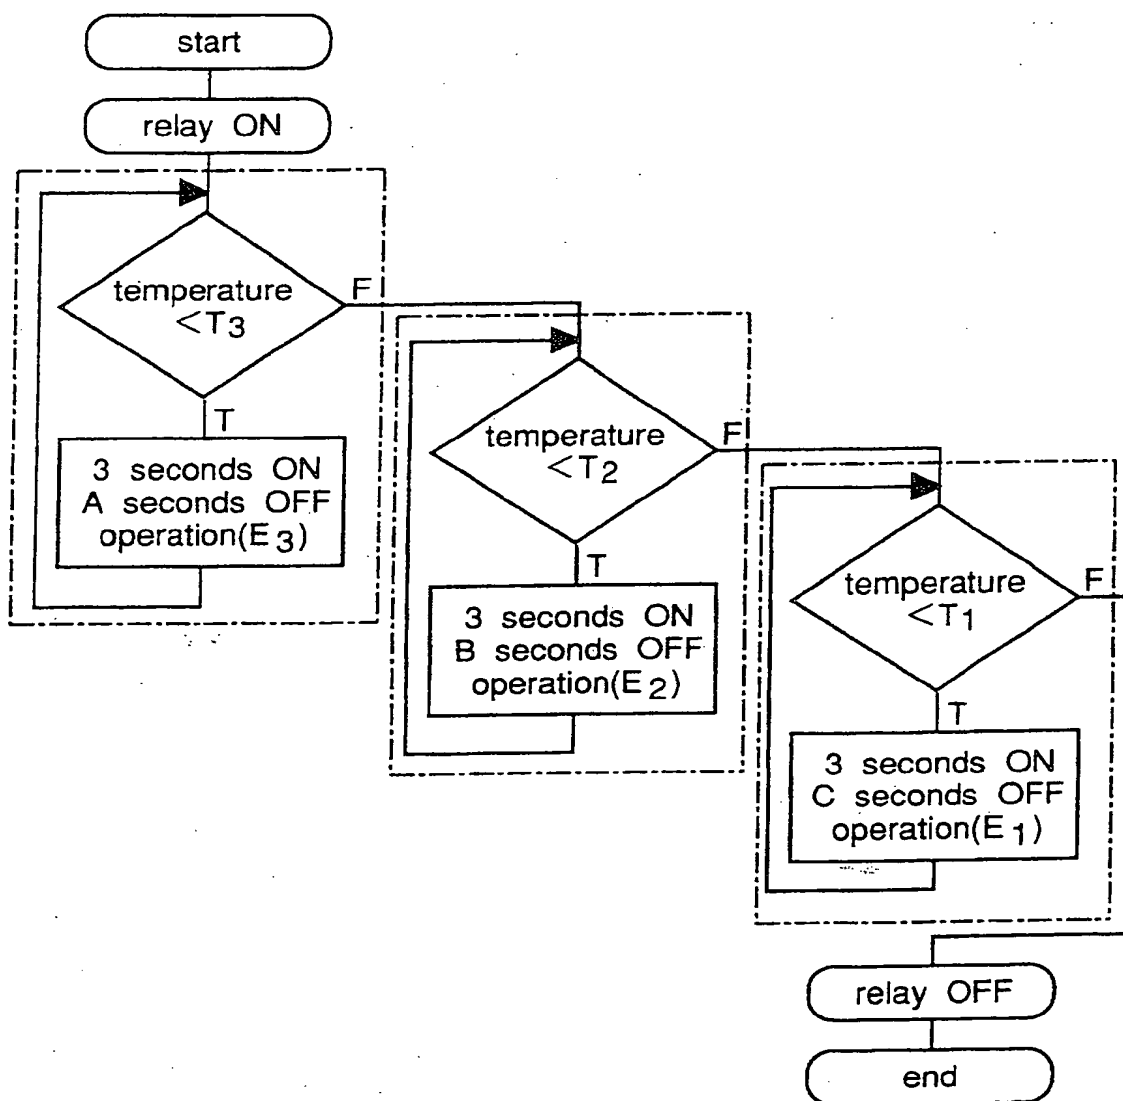 start
relay ON
temperature
<T3
F
T
3 seconds ON
A seconds OFF
operation(E3)
temperature
<T2
F
T
3 seconds ON
B seconds OFF
operation(E2)
temperature
<T1
F
T
3 seconds ON
C seconds OFF
operation(E1)
relay OFF
end